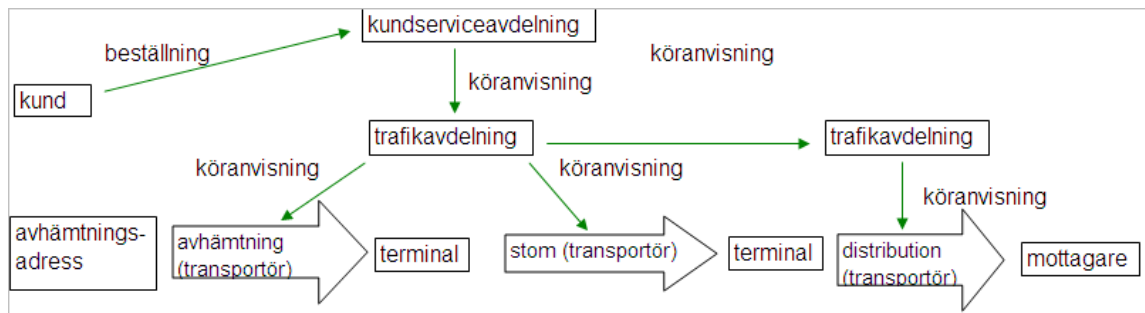 kundserviceavdelning
beställning
köranvisning
köranvisning
kund
trafikavdelning
trafikavdelning
köranvisning
köranvisning
köranvisning
avhämtnings-
adress
avhämtning
(transportör)
terminal
stom (transportör)
terminal
distribution
(transportör)
mottagare